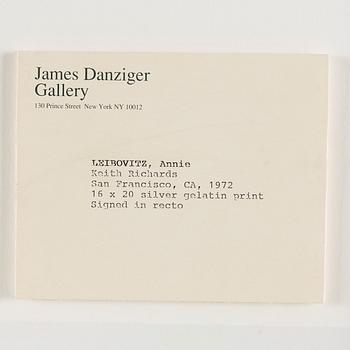 James Danziger
Gallery
130 Prince Street New York NY 10012
LEIBOVITZ, Annie
Keith Richards
San Francisco, CA, 1972
16 x 20 silver gelatin print
Signed in recto